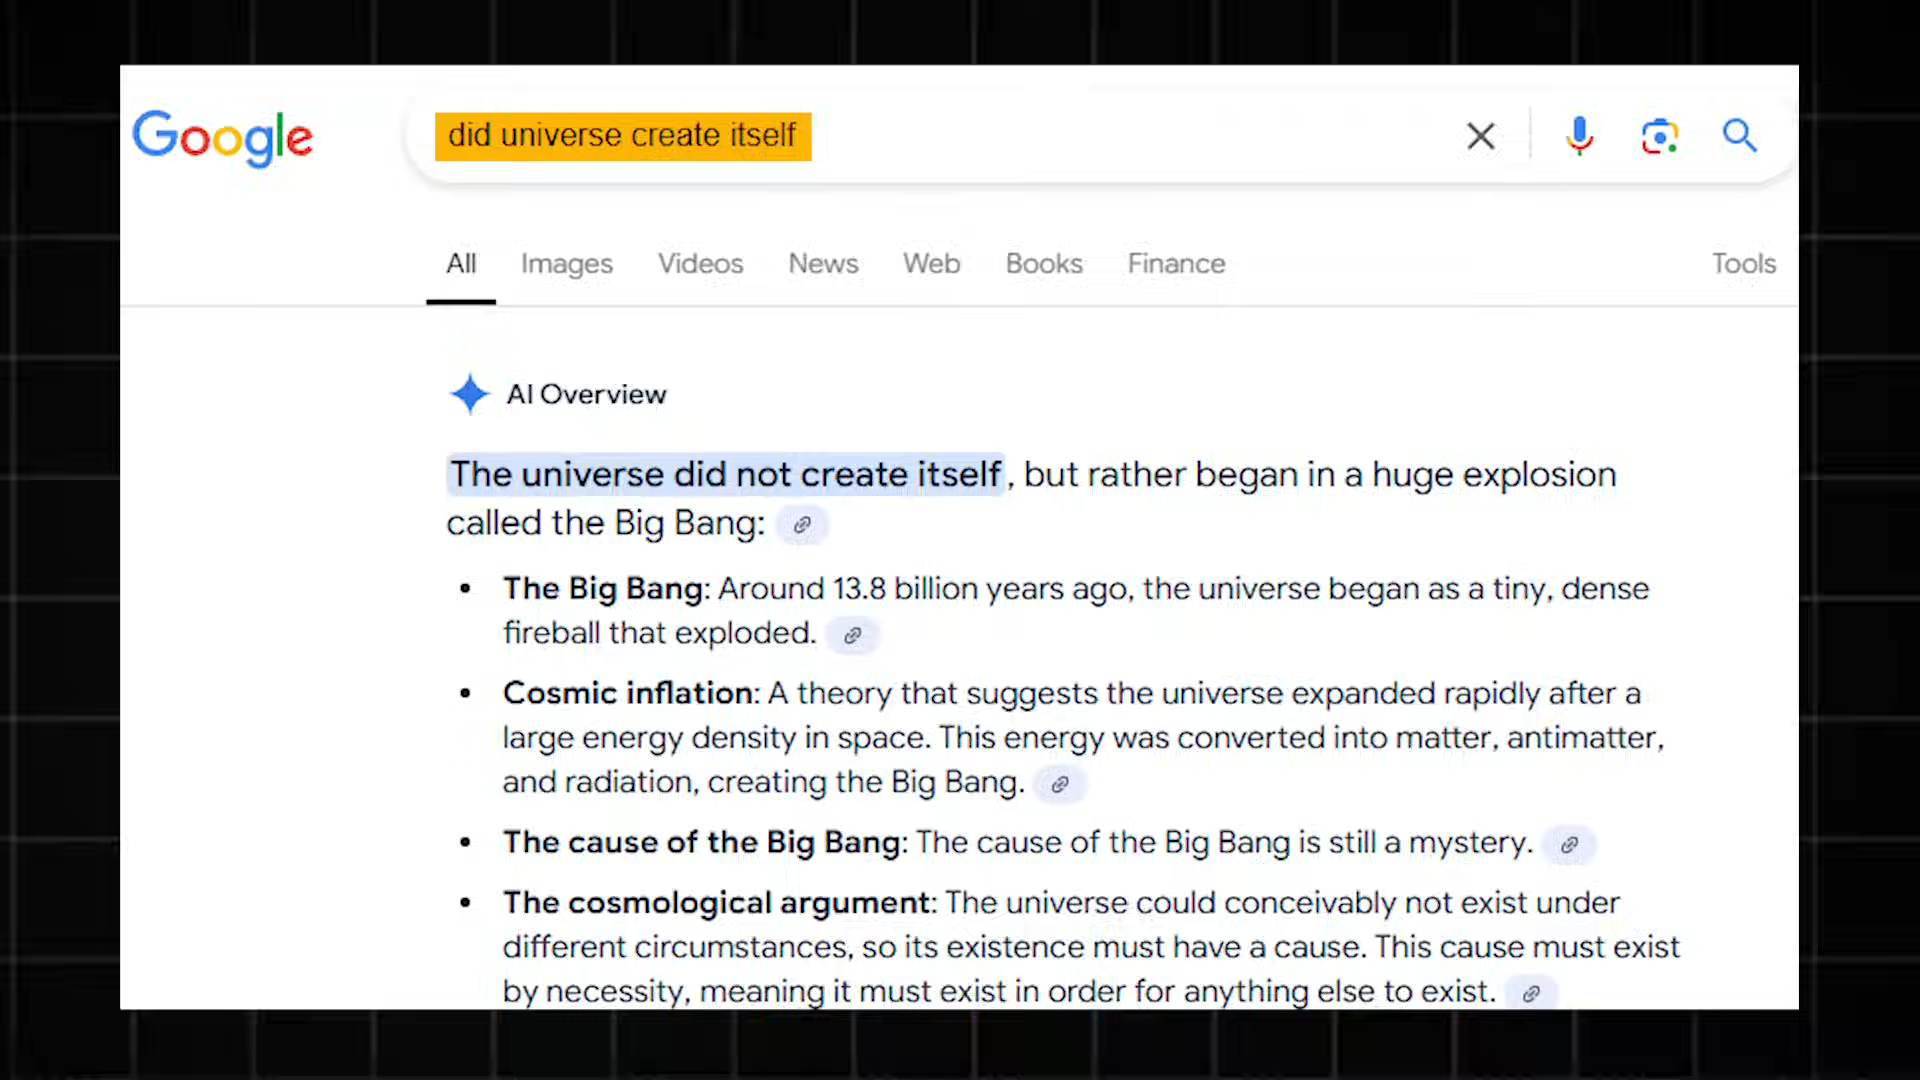 Google
did universe create itself
All Images Videos News Web Books Finance Tools
AI Overview
The universe did not create itself, but rather began in a huge explosion
called the Big Bang:
• The Big Bang: Around 13.8 billion years ago, the universe began as a tiny, dense
fireball that exploded.
• Cosmic inflation: A theory that suggests the universe expanded rapidly after a
large energy density in space. This energy was converted into matter, antimatter,
and radiation, creating the Big Bang.
• The cause of the Big Bang: The cause of the Big Bang is still a mystery.
• The cosmological argument: The universe could conceivably not exist under
different circumstances, so its existence must have a cause. This cause must exist
by necessity, meaning it must exist in order for anything else to exist.